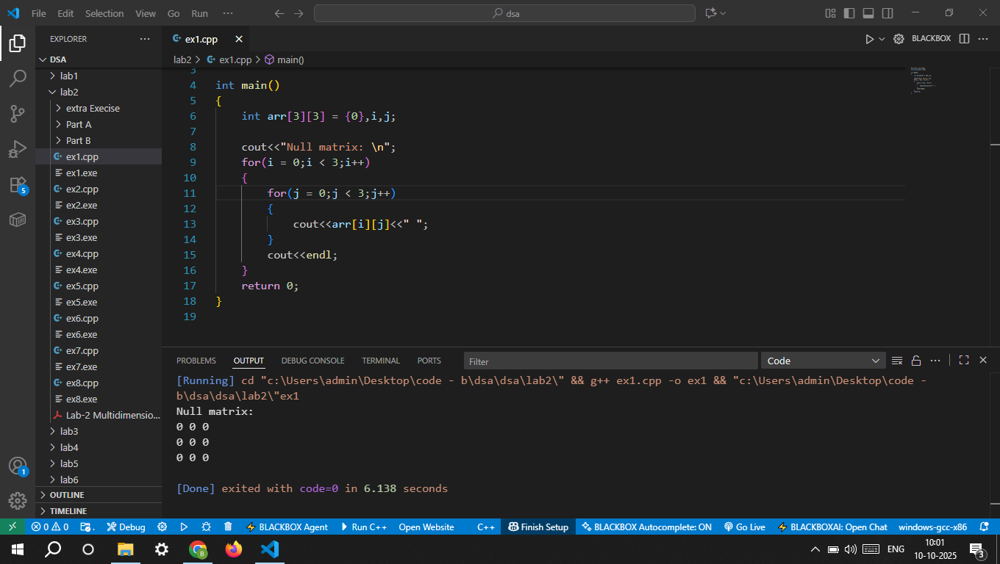 File Edit Selection View Go Run ··· dsa
EXPLORER ···
DSA
lab1
lab2
extra Execise
Part A
Part B
ex1.cpp
ex1.exe
ex2.cpp
ex2.exe
ex3.cpp
ex3.exe
ex4.cpp
ex4.exe
ex5.cpp
ex5.exe
ex6.cpp
ex6.exe
ex7.cpp
ex7.exe
ex8.cpp
ex8.exe
Lab-2 Multidimensio...
lab3
lab4
lab5
lab6
OUTLINE
TIMELINE
5
1
ex1.cpp
BLACKBOX ···
lab2 > ex1.cpp > main()
3
4 int main()
5 {
6 int arr[3][3] = {0},i,j;
7
8 cout<<"Null matrix: \n";
9 for(i = 0;i < 3;i++)
10 {
11 for(j = 0;j < 3;j++)
12 {
13 cout<<arr[i][j]<<" ";
14 }
15 cout<<endl;
16 }
17 return 0;
18 }
19
PROBLEMS OUTPUT DEBUG CONSOLE TERMINAL PORTS Filter Code ···
[Running] cd "c:\Users\admin\Desktop\code - b\dsa\dsa\lab2\" && g++ ex1.cpp -o ex1 && "c:\Users\admin\Desktop\code -
b\dsa\dsa\lab2\"ex1
Null matrix:
0 0 0
0 0 0
0 0 0
[Done] exited with code=0 in 6.138 seconds
0 0 . Debug BLACKBOX Agent Run C++ Open Website C++ Finish Setup BLACKBOX Autocomplete: ON Go Live BLACKBOXAI: Open Chat windows-gcc-x86
B ENG 10:01
10-10-2025 3